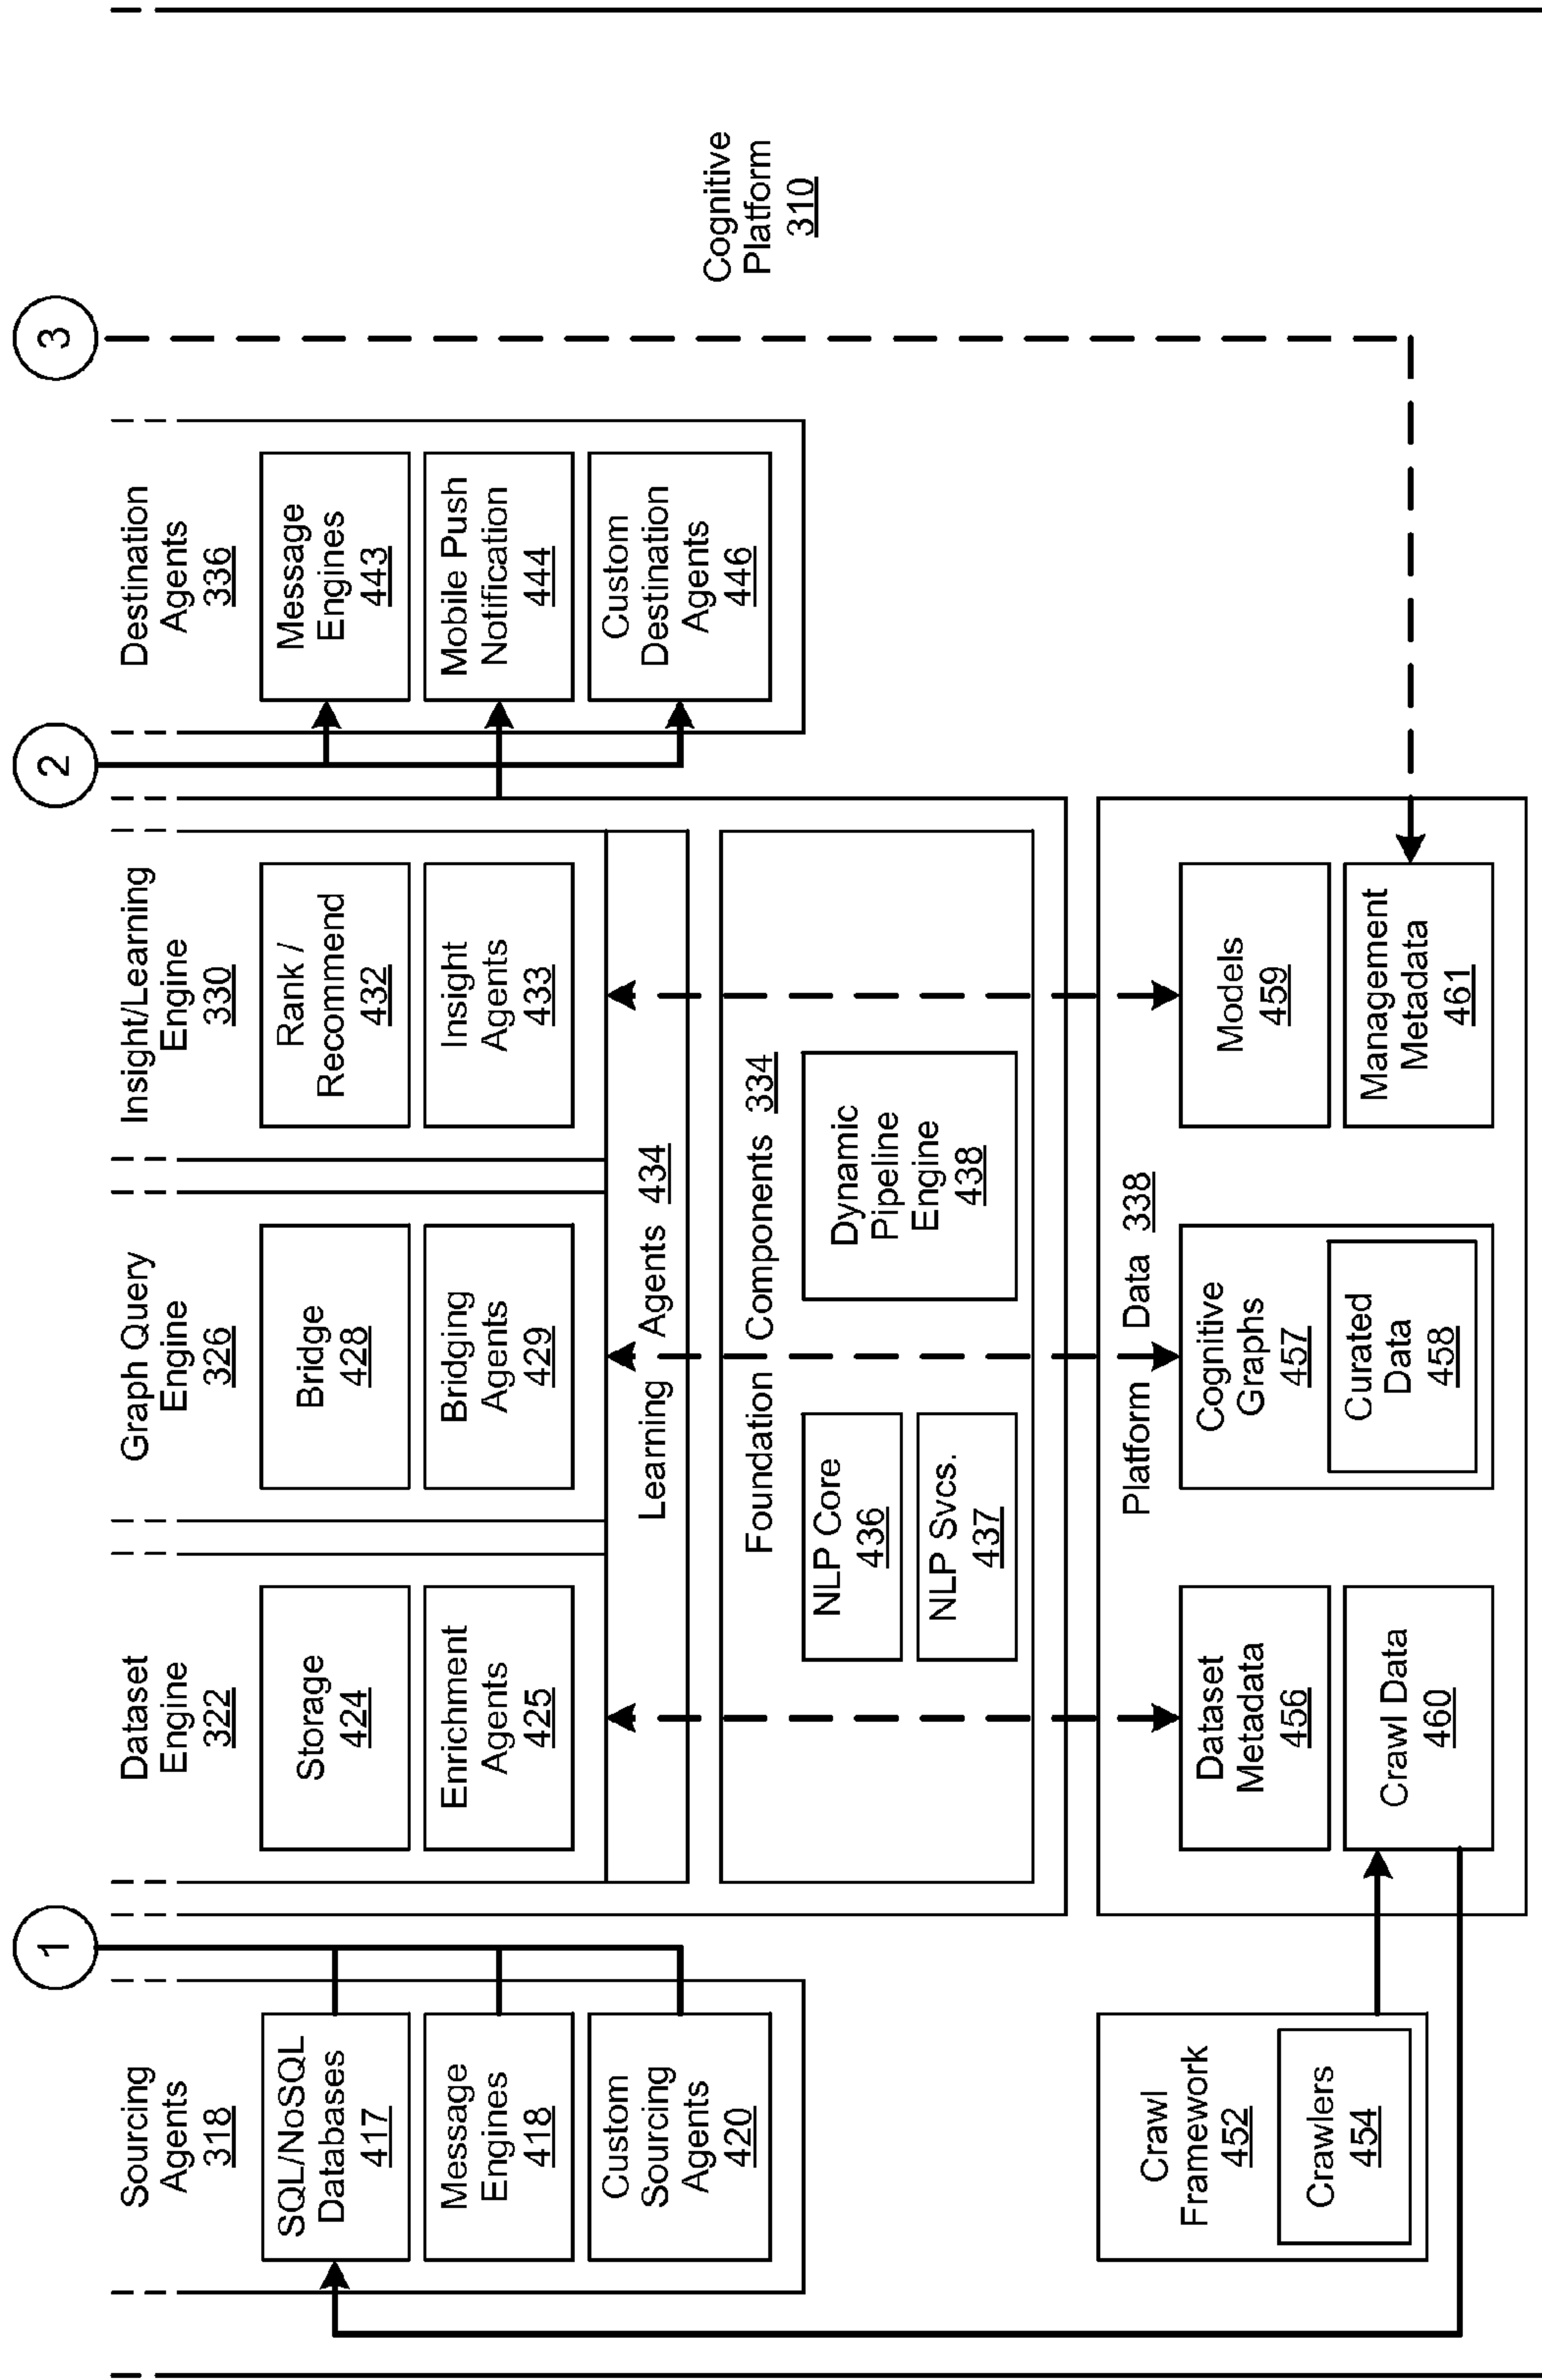 1
2
3
Sourcing
Agents
318
SQL/NoSQL
Databases
417
Message
Engines
418
Custom
Sourcing
Agents
420
Dataset
Engine
322
Storage
424
Enrichment
Agents
425
Graph Query
Engine
326
Bridge
428
Bridging
Agents
429
Insight/Learning
Engine
330
Rank /
Recommend
432
Insight
Agents
433
Learning Agents 434
Foundation Components 334
NLP Core
436
NLP Svcs.
437
Dynamic
Pipeline
Engine
438
Destination
Agents
336
Message
Engines
443
Mobile Push
Notification
444
Custom
Destination
Agents
446
Cognitive
Platform
310
Crawl
Framework
452
Crawlers
454
Platform Data 338
Dataset
Metadata
456
Crawl Data
460
Cognitive
Graphs
457
Curated
Data
458
Models
459
Management
Metadata
461